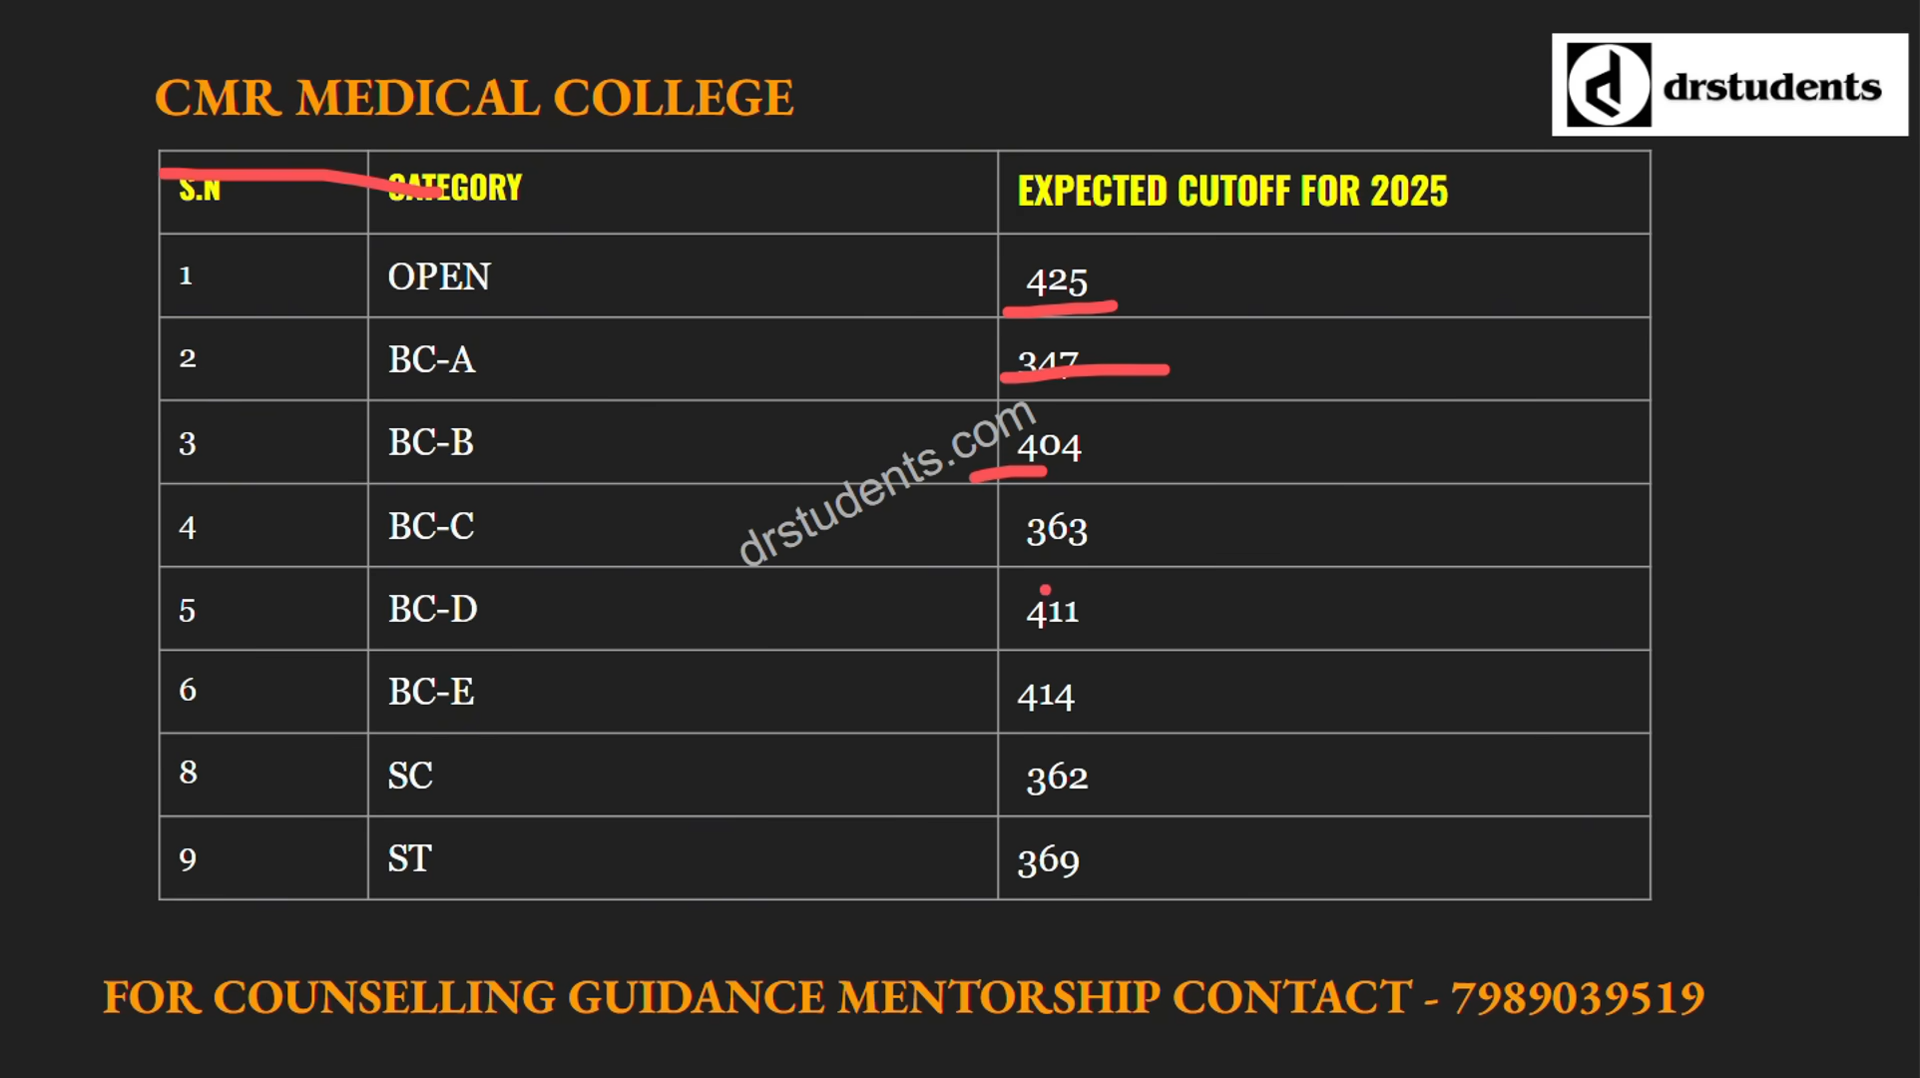 CMR MEDICAL COLLEGE
drstudents
S.N CATEGORY EXPECTED CUTOFF FOR 2025
1 OPEN 425
2 BC-A 347
3 BC-B 404
4 BC-C 363
5 BC-D 411
6 BC-E 414
8 SC 362
9 ST 369
drstudents.com
FOR COUNSELLING GUIDANCE MENTORSHIP CONTACT - 7989039519